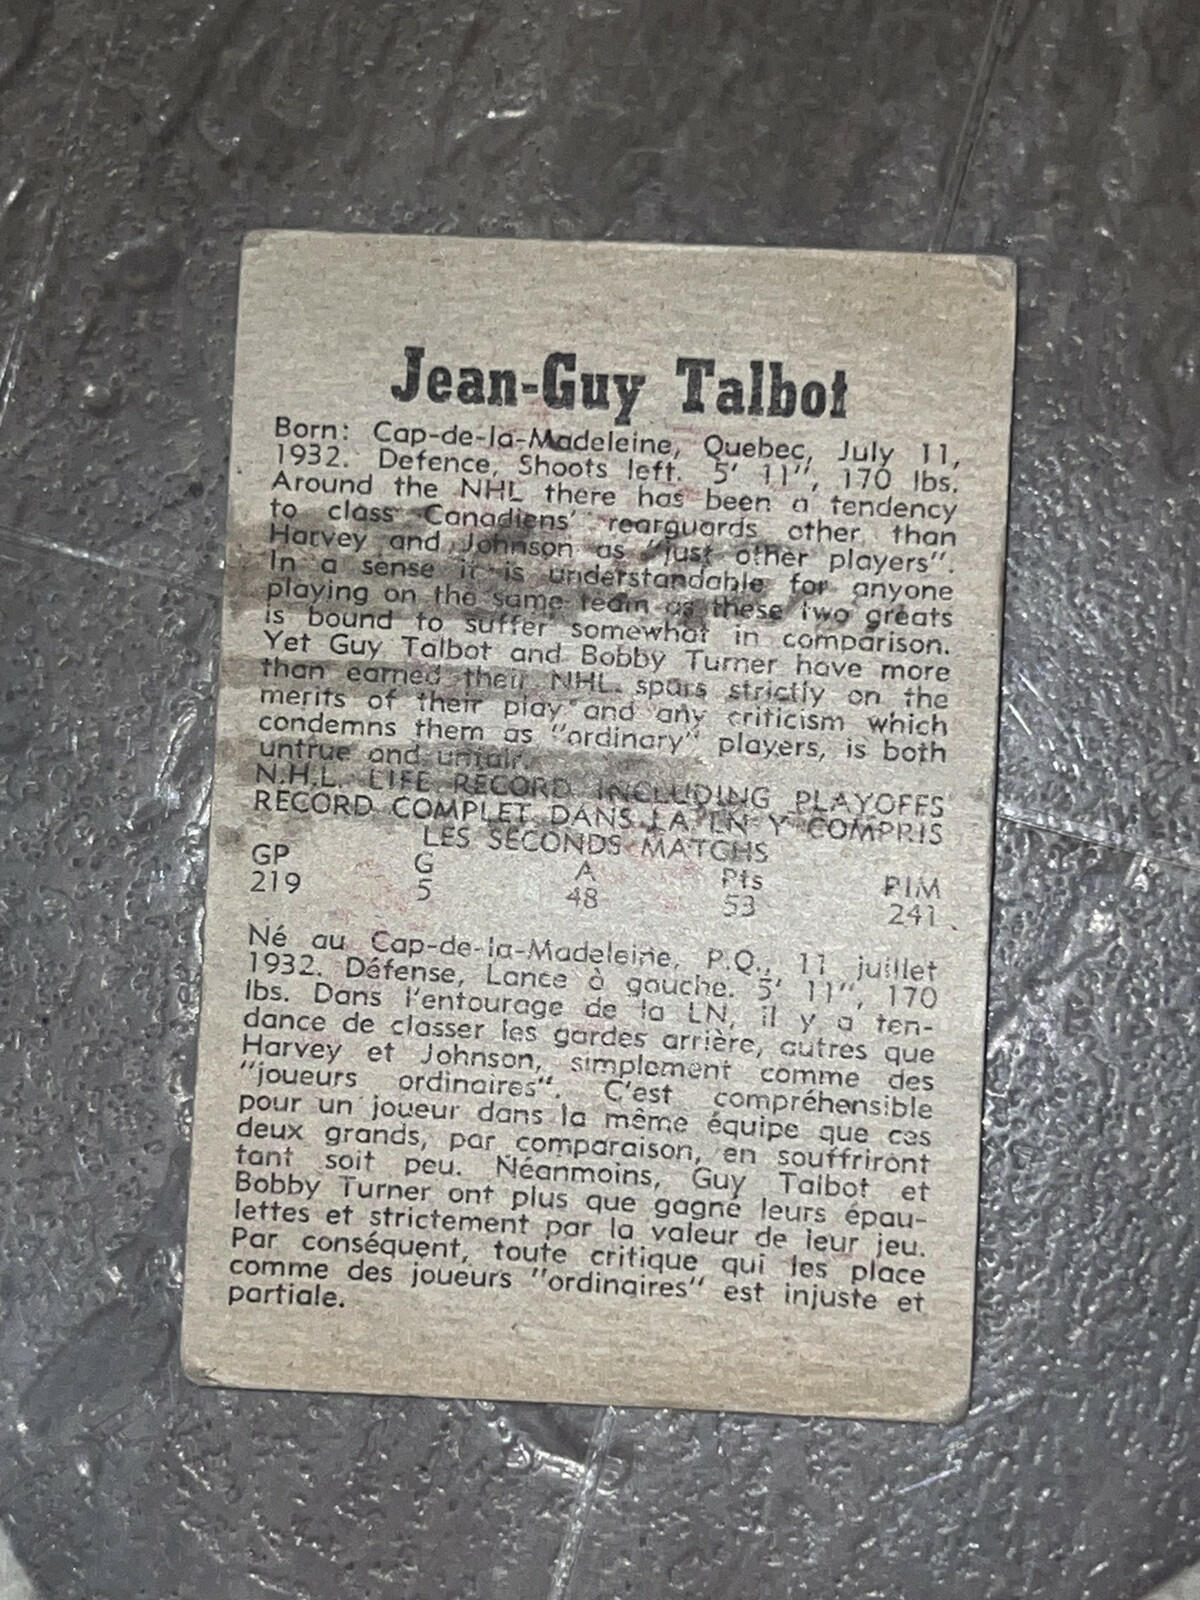 Jean-Guy Talbot
Born: Cap-de-la-Madeleine, Quebec, July 11,
1932. Defence, Shoots left. 5' 11'', 170 lbs.
Around the NHL there has been a tendency
to class Canadiens' rearguards other than
Harvey and Johnson as "just other players".
In a sense it is understandable for anyone
playing on the same team as these two greats
is bound to suffer somewhat in comparison.
Yet Guy Talbot and Bobby Turner have more
than earned their NHL spurs strictly on the
merits of their play and any criticism which
condemns them as "ordinary" players, is both
untrue and unfair.
N.H.L. LIFE RECORD INCLUDING PLAYOFFS
RECORD COMPLET DANS LA LN Y COMPRIS
LES SECONDS MATCHS
GP G A Pts PIM
219 5 48 53 241
Né au Cap-de-la-Madeleine, P.Q., 11 juillet
1932. Défense, Lance à gauche. 5' 11'', 170
lbs. Dans l'entourage de la LN, il y a ten-
dance de classer les gardes arrière, autres que
Harvey et Johnson, simplement comme des
"joueurs ordinaires". C'est compréhensible
pour un joueur dans la même équipe que ces
deux grands, par comparaison, en souffriront
tant soit peu. Néanmoins, Guy Talbot et
Bobby Turner ont plus que gagné leurs épau-
lettes et strictement par la valeur de leur jeu.
Par conséquent, toute critique qui les place
comme des joueurs "ordinaires" est injuste et
partiale.